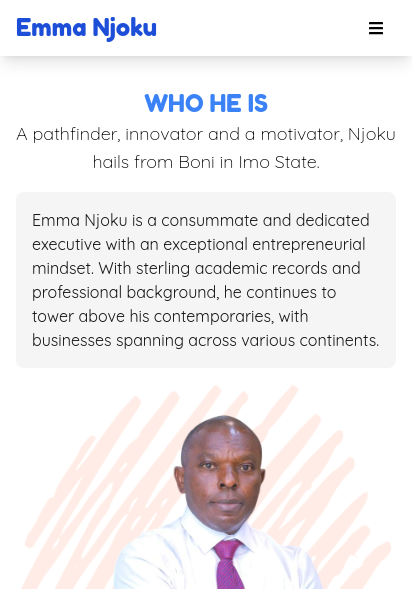 Emma Njoku
WHO HE IS
A pathfinder, innovator and a motivator, Njoku
hails from Boni in Imo State.
Emma Njoku is a consummate and dedicated
executive with an exceptional entrepreneurial
mindset. With sterling academic records and
professional background, he continues to
tower above his contemporaries, with
businesses spanning across various continents.